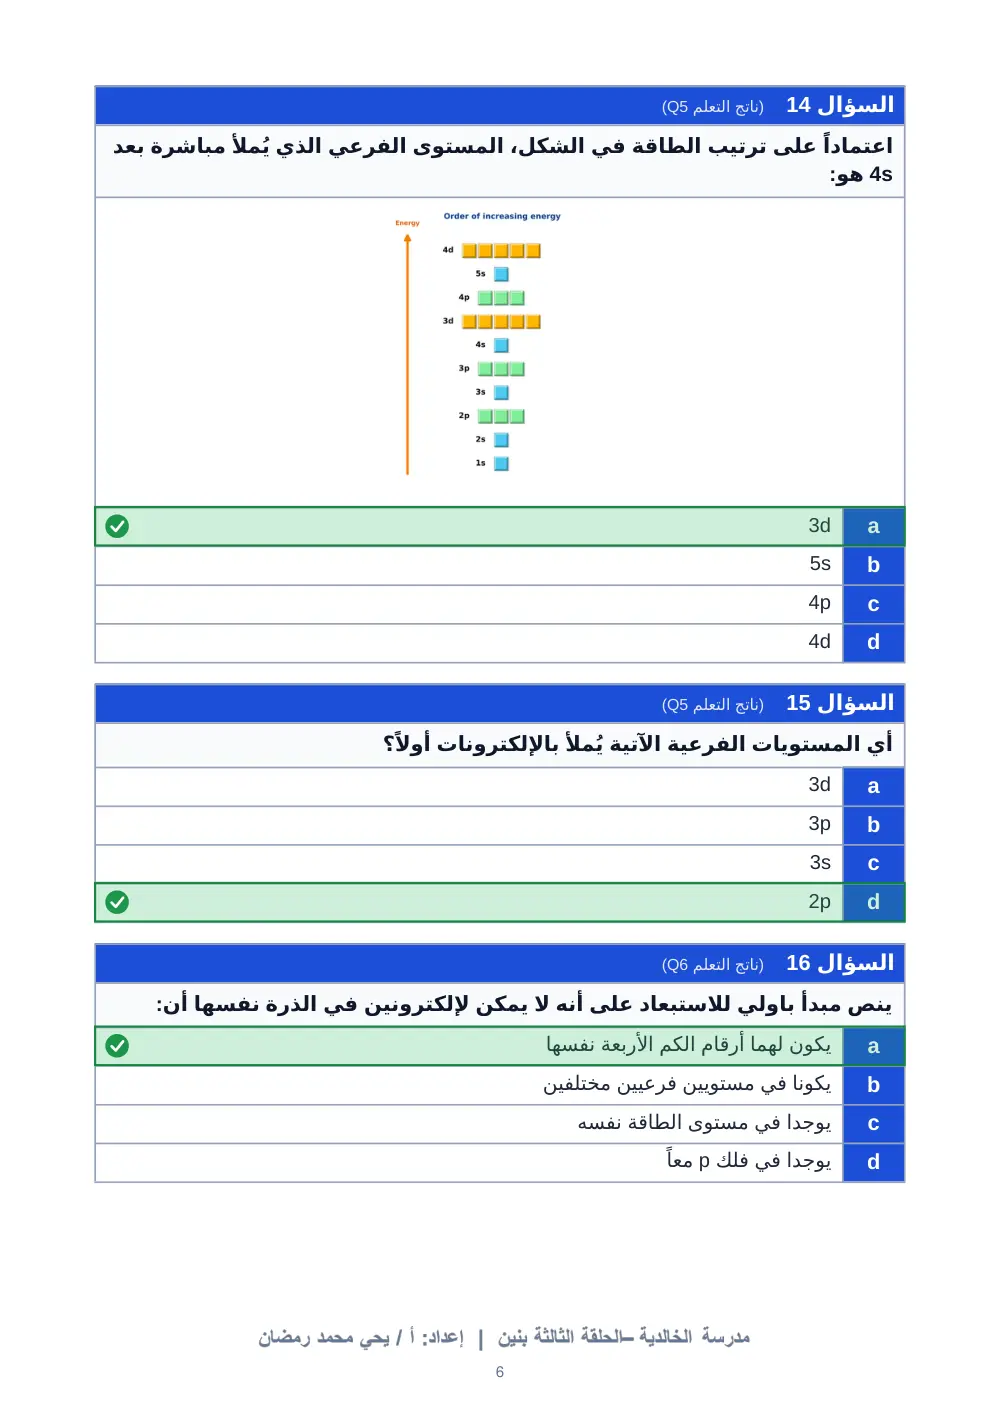 السؤال 14 (ناتج التعلم Q5)
اعتماداً على ترتيب الطاقة في الشكل، المستوى الفرعي الذي يُملأ مباشرة بعد
4s هو:
Order of increasing energy
Energy
4d
5s
4p
3d
4s
3p
3s
2p
2s
1s
a 3d
b 5s
c 4p
d 4d
السؤال 15 (ناتج التعلم Q5)
أي المستويات الفرعية الآتية يُملأ بالإلكترونات أولاً؟
a 3d
b 3p
c 3s
d 2p
السؤال 16 (ناتج التعلم Q6)
ينص مبدأ باولي للاستبعاد على أنه لا يمكن لإلكترونين في الذرة نفسها أن:
a يكون لهما أرقام الكم الأربعة نفسها
b يكونا في مستويين فرعيين مختلفين
c يوجدا في مستوى الطاقة نفسه
d يوجدا في فلك p معاً
مدرسة الخالدية –الحلقة الثالثة بنين | إعداد: أ / يحي محمد رمضان
6